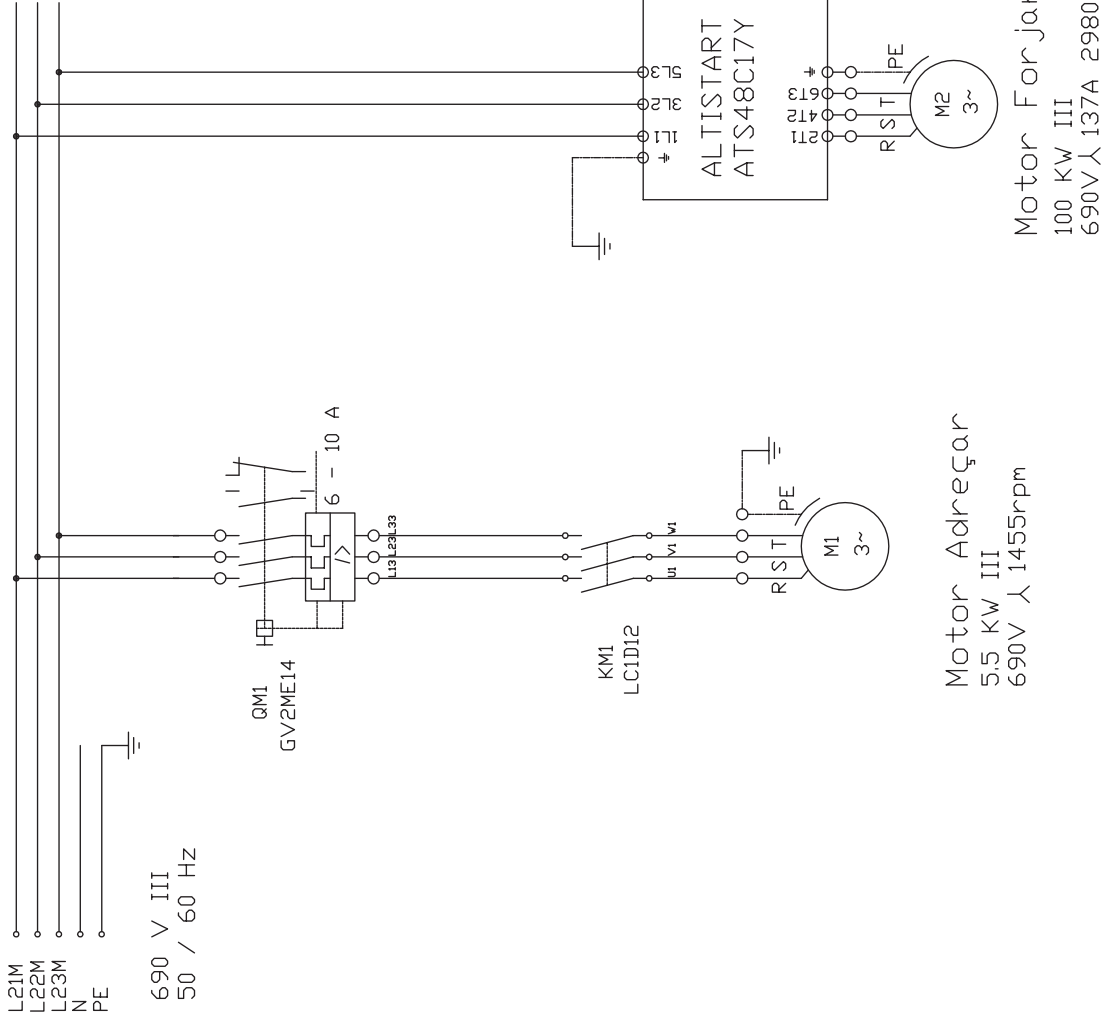 L21M
L22M
L23M
N
PE
690 V III
50 / 60 Hz
QM1
GV2ME14
6 - 10 A
I>
L13
L23
L33
KM1
LC1D12
U1
V1
W1
R
S
T
PE
M1
3~
Motor Adreçar
5.5 KW III
690V 1455rpm
1L1
3L2
5L3
ALTISTART
ATS48C17Y
2T1
4T2
6T3
R
S
T
PE
M2
3~
Motor Forja
100 KW III
690V 137A 2980